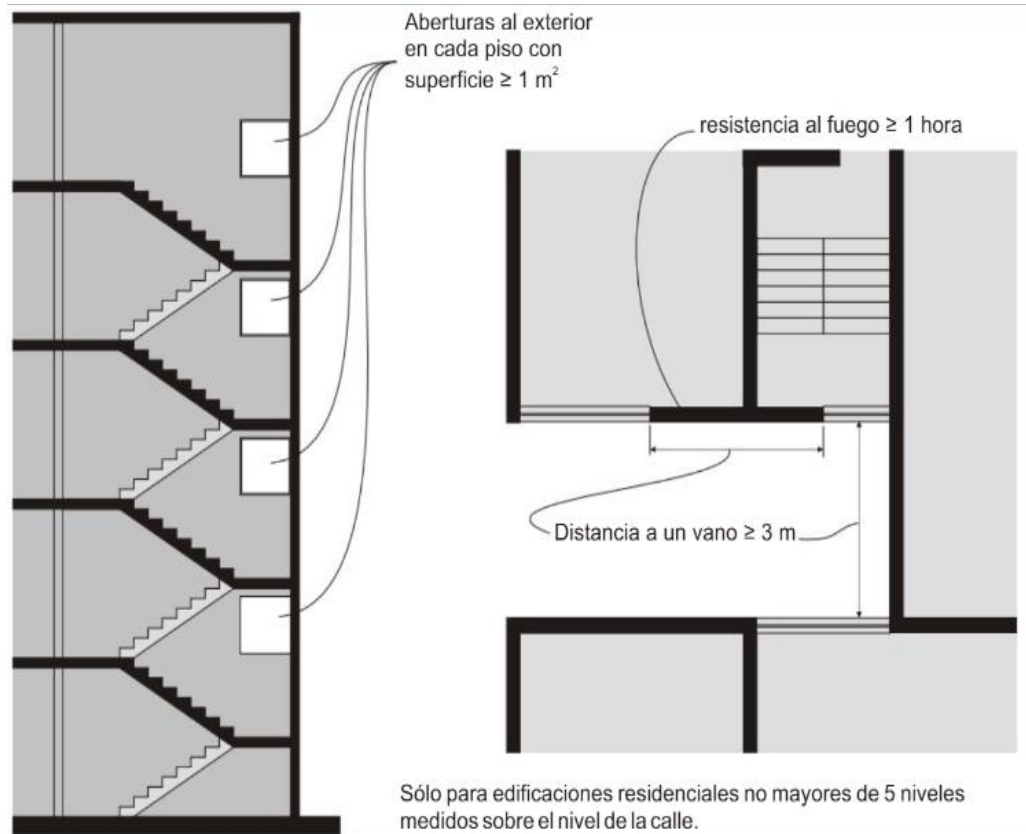 Aberturas al exterior
en cada piso con
superficie ≥ 1 m²
resistencia al fuego ≥ 1 hora
Distancia a un vano ≥ 3 m
Sólo para edificaciones residenciales no mayores de 5 niveles
medidos sobre el nivel de la calle.